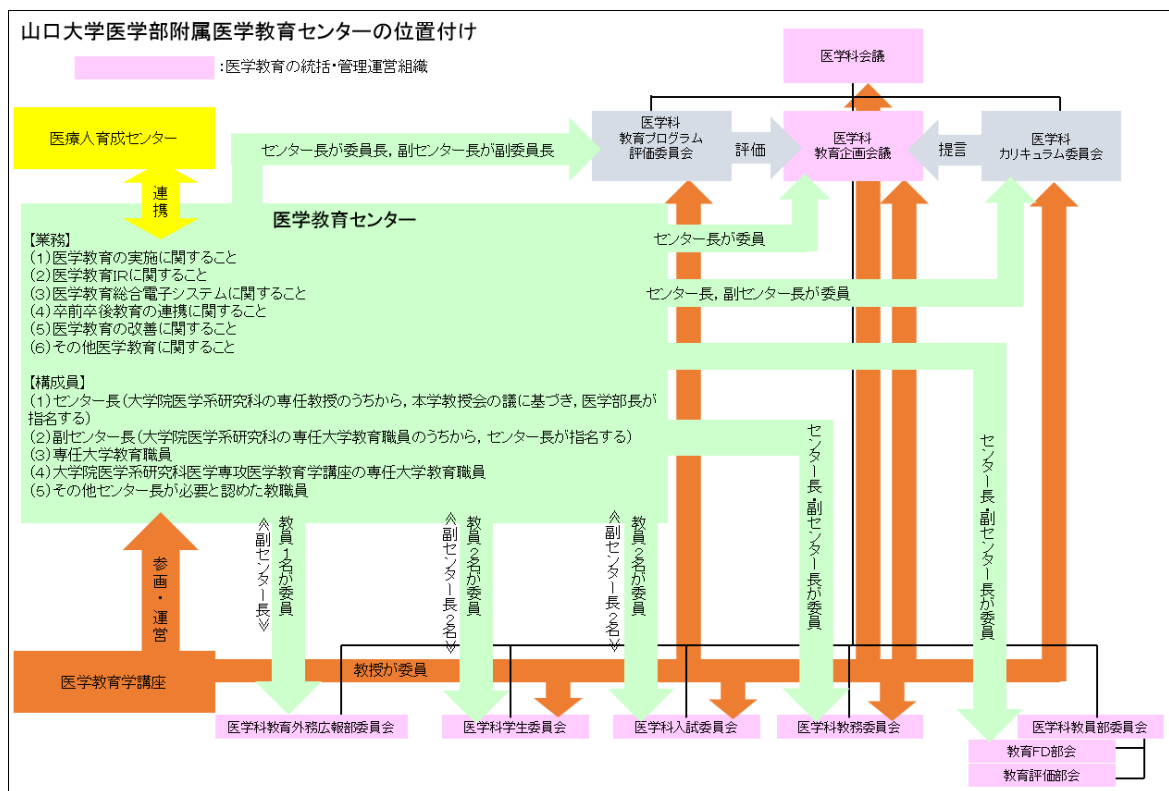 山口大学医学部附属医学教育センターの位置付け
:医学教育の統括・管理運営組織
医学科会議
医療人育成センター
センター長が委員長，副センター長が副委員長
医学科
教育プログラム
評価委員会
評価
医学科
教育企画会議
提言
医学科
カリキュラム委員会
連携
医学教育センター
センター長が委員
センター長，副センター長が委員
【業務】
(1)医学教育の実施に関すること
(2)医学教育IRに関すること
(3)医学教育総合電子システムに関すること
(4)卒前卒後教育の連携に関すること
(5)医学教育の改善に関すること
(6)その他医学教育に関すること
【構成員】
(1)センター長(大学院医学系研究科の専任教授のうちから，本学教授会の議に基づき，医学部長が
指名する)
(2)副センター長(大学院医学系研究科の専任大学教育職員のうちから，センター長が指名する)
(3)専任大学教育職員
(4)大学院医学系研究科医学専攻医学教育学講座の専任大学教育職員
(5)その他センター長が必要と認めた教職員
参画・運営
教員1名が委員
≪副センター長≫
教員2名が委員
≪副センター長2名≫
教員2名が委員
≪副センター長2名≫
センター長・副センター長が委員
センター長・副センター長が委員
医学教育学講座
教授が委員
医学科教育外務広報部委員会
医学科学生委員会
医学科入試委員会
医学科教務委員会
医学科教員部委員会
教育FD部会
教育評価部会